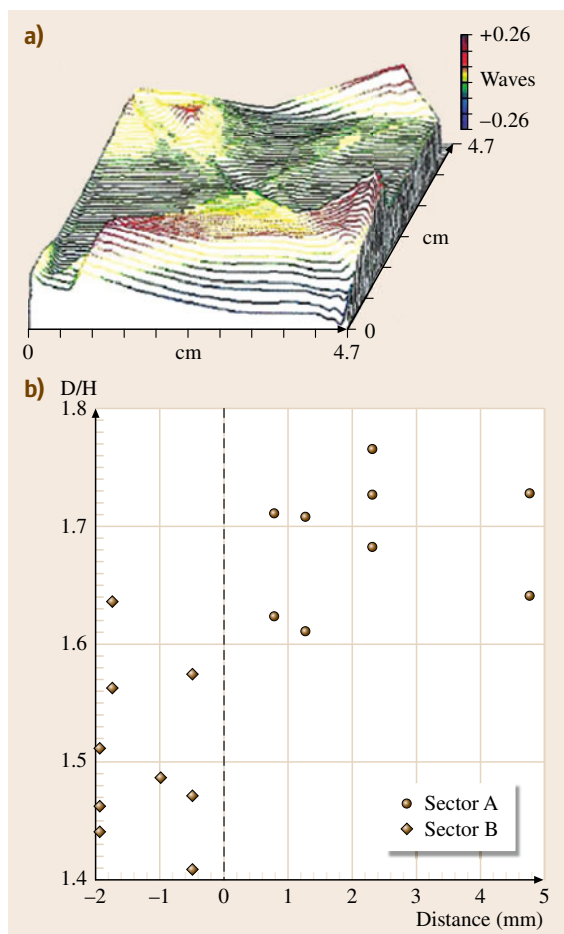 a)
+0.26
Waves
–0.26
4.7
cm
0
0 cm 4.7
b) D/H
1.8
1.7
1.6
1.5
1.4
Sector A
Sector B
–2 –1 0 1 2 3 4 5
Distance (mm)